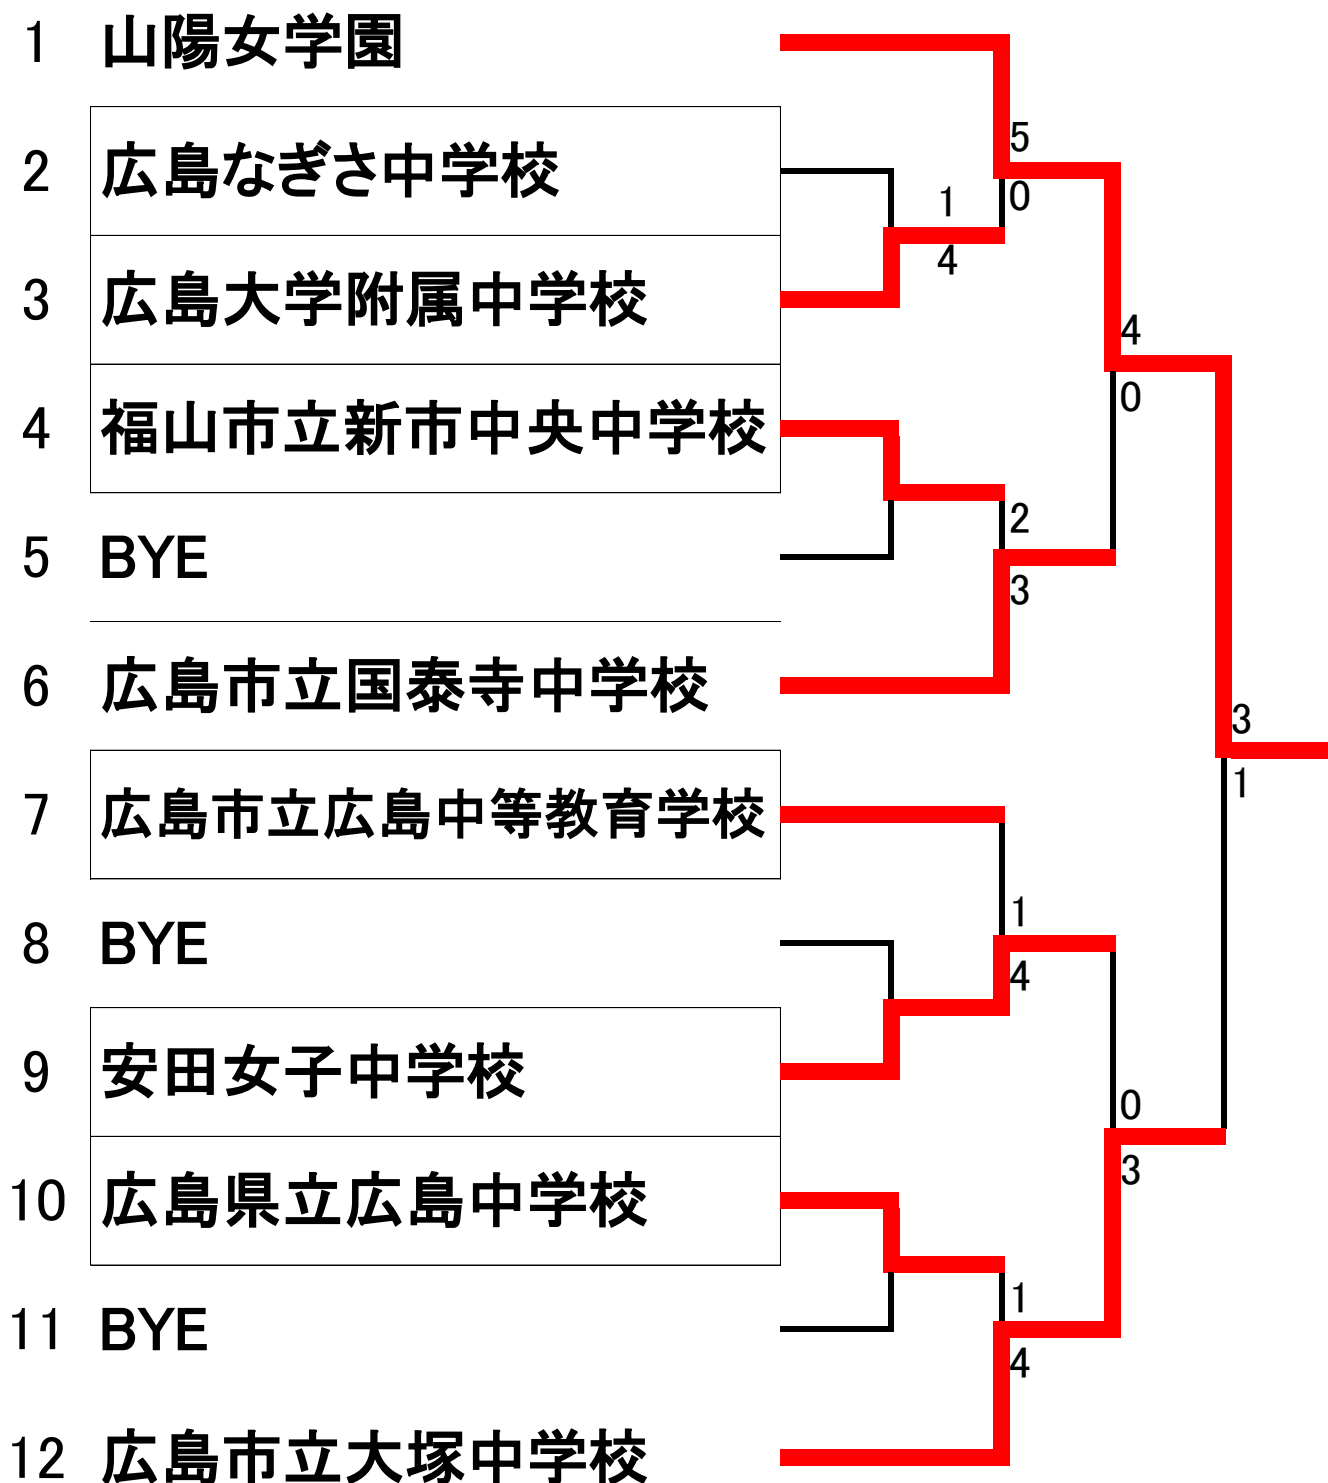 1 山陽女学園
5
2 広島なぎさ中学校
1
0
4
3 広島大学附属中学校
4
0
4 福山市立新市中央中学校
2
5 BYE
3
6 広島市立国泰寺中学校
3
1
7 広島市立広島中等教育学校
1
8 BYE
4
9 安田女子中学校
0
3
10 広島県立広島中学校
1
11 BYE
4
12 広島市立大塚中学校